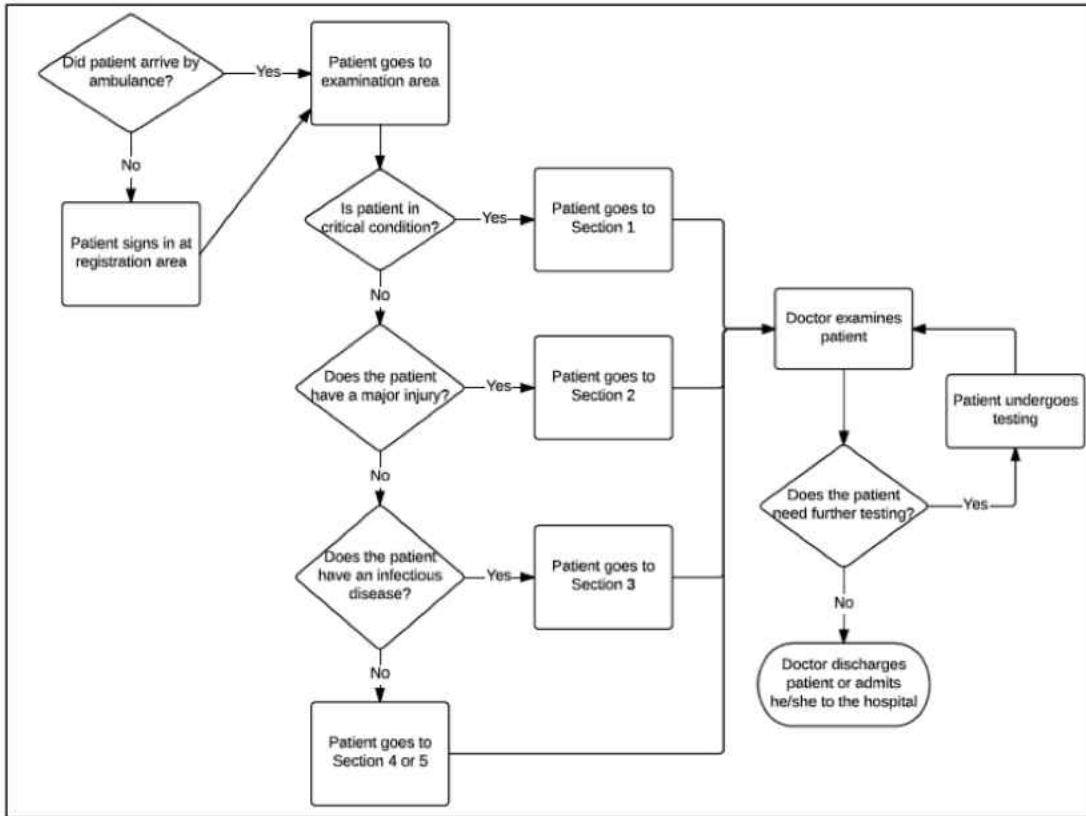 Did patient arrive by
ambulance?
Yes
Patient goes to
examination area
No
Patient signs in at
registration area
Is patient in
critical condition?
Yes
Patient goes to
Section 1
No
Does the patient
have a major injury?
Yes
Patient goes to
Section 2
No
Does the patient
have an infectious
disease?
Yes
Patient goes to
Section 3
No
Patient goes to
Section 4 or 5
Doctor examines
patient
Patient undergoes
testing
Does the patient
need further testing?
Yes
No
Doctor discharges
patient or admits
he/she to the hospital